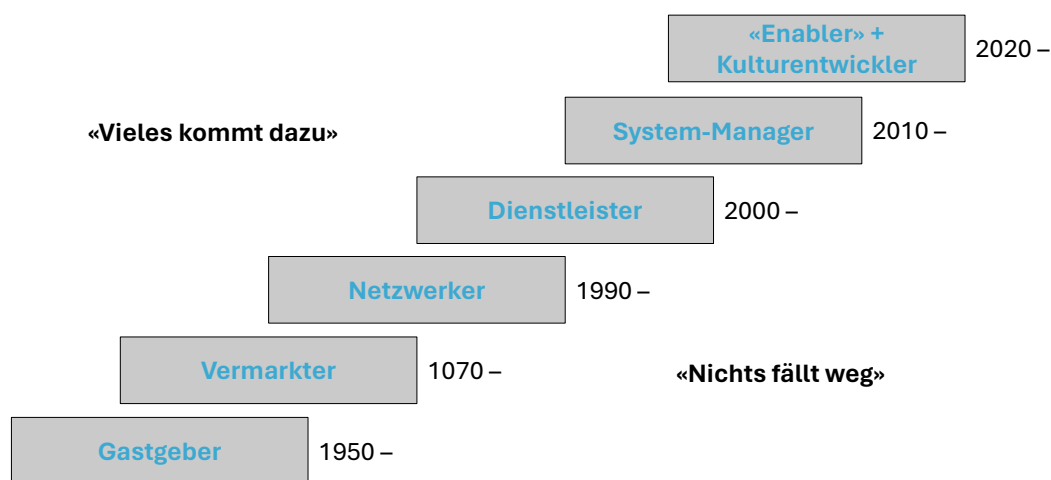 «Enabler» +
Kulturentwickler
2020 –
«Vieles kommt dazu»
System-Manager
2010 –
Dienstleister
2000 –
Netzwerker
1990 –
Vermarkter
1070 –
«Nichts fällt weg»
Gastgeber
1950 –